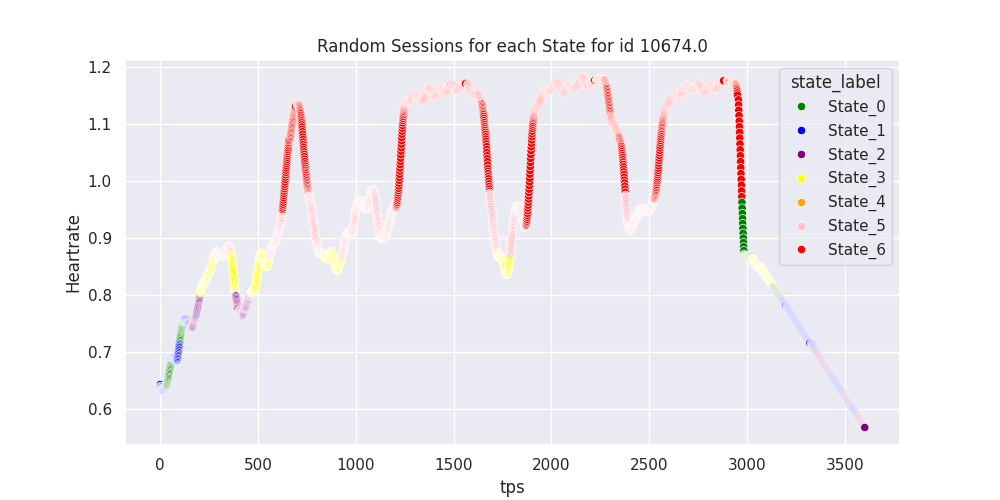 Random Sessions for each State for id 10674.0
1.2
1.1
1.0
0.9
0.8
0.7
0.6
Heartrate
state_label
State_0
State_1
State_2
State_3
State_4
State_5
State_6
0 500 1000 1500 2000 2500 3000 3500
tps